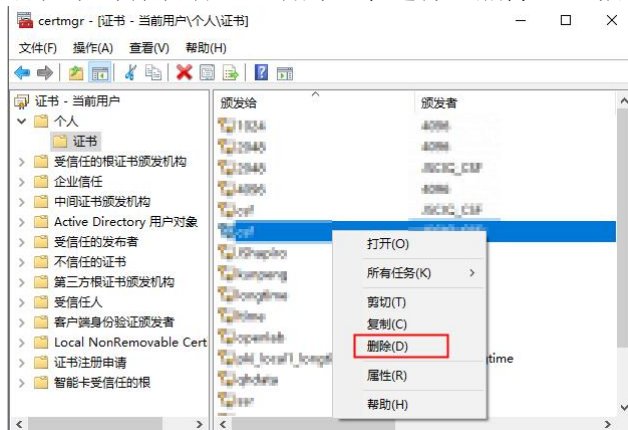 certmgr - [证书 - 当前用户\个人\证书]
文件(F) 操作(A) 查看(V) 帮助(H)
证书 - 当前用户
个人
证书
受信任的根证书颁发机构
企业信任
中间证书颁发机构
Active Directory 用户对象
受信任的发布者
不信任的证书
第三方根证书颁发机构
受信任人
客户端身份验证颁发者
Local NonRemovable Cert
证书注册申请
智能卡受信任的根
颁发给 颁发者
1024 4096
2048 4096
2048
4096 4096
打开(O)
所有任务(K)
剪切(T)
复制(C)
删除(D)
属性(R)
帮助(H)